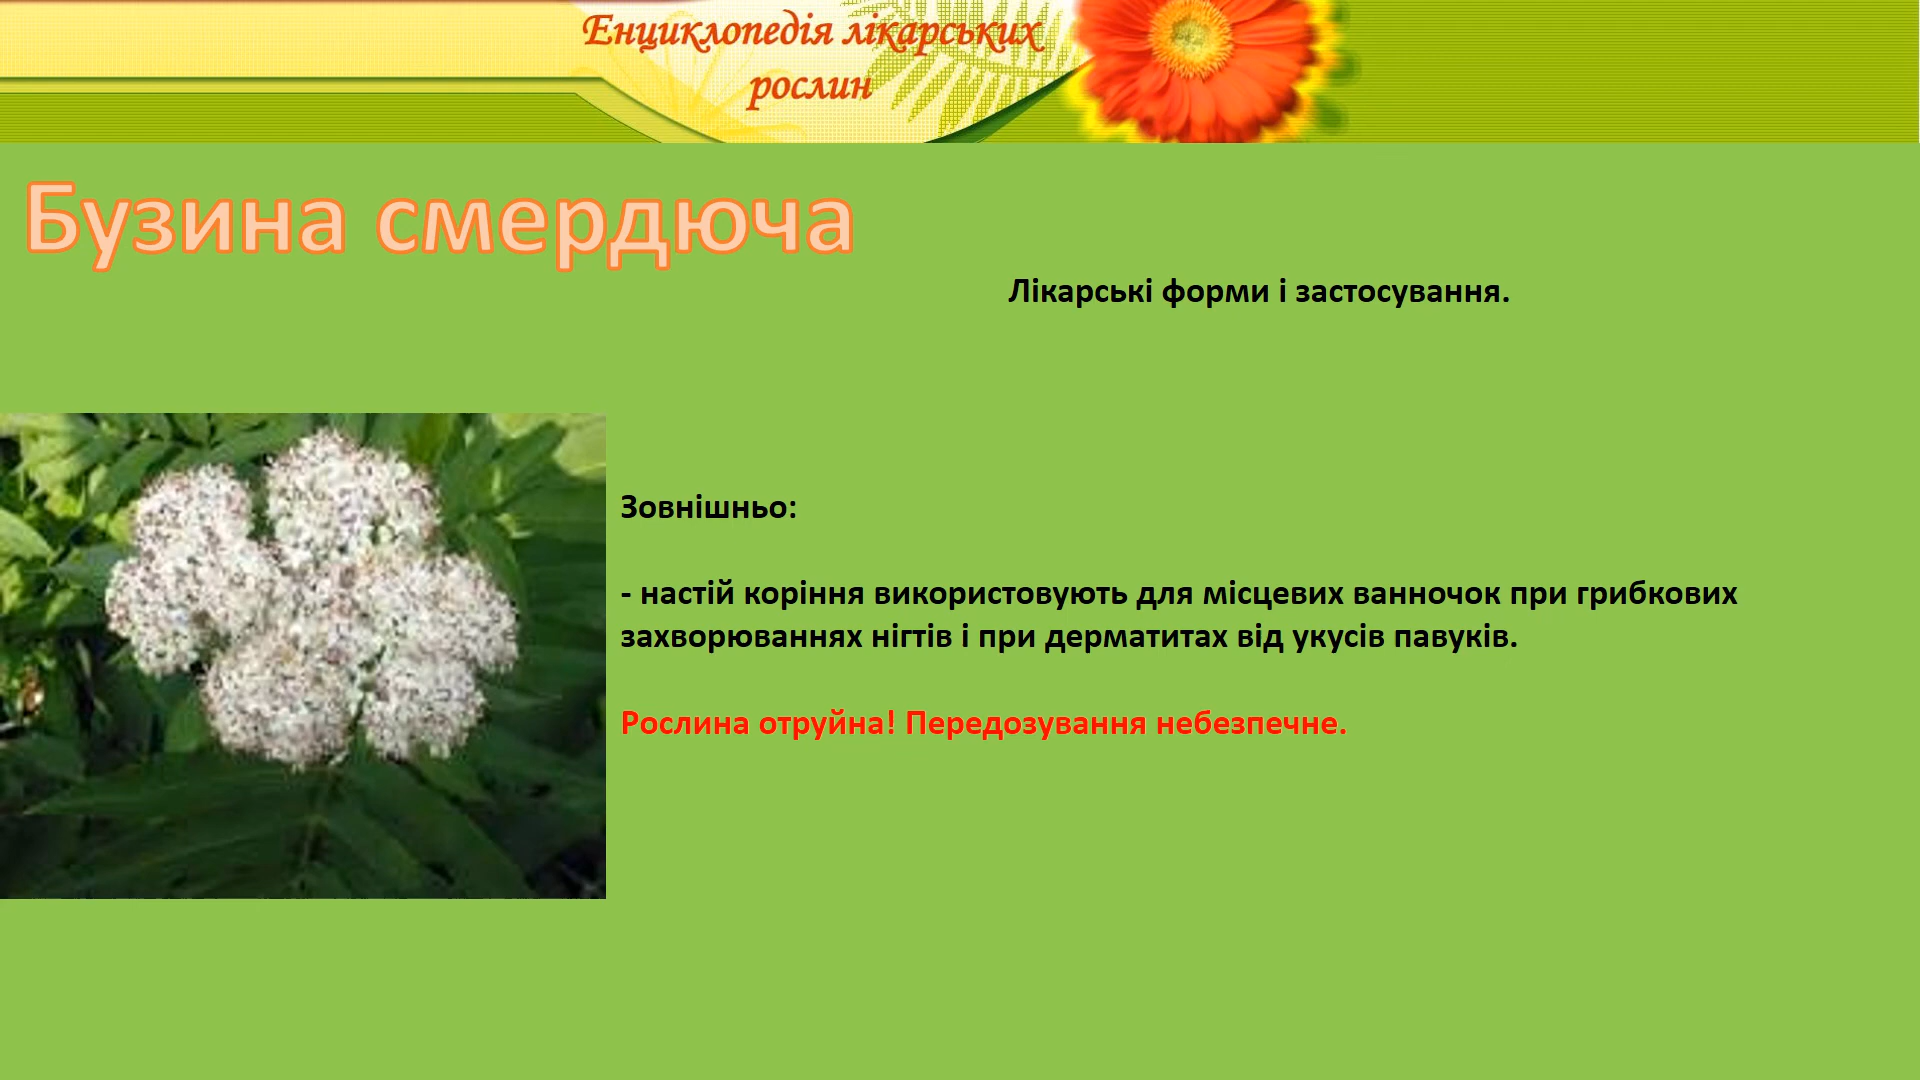 Енциклопедія лікарських
рослин
Бузина смердюча
Лікарські форми і застосування.
Зовнішньо:
- настій коріння використовують для місцевих ванночок при грибкових
захворюваннях нігтів і при дерматитах від укусів павуків.
Рослина отруйна! Передозування небезпечне.